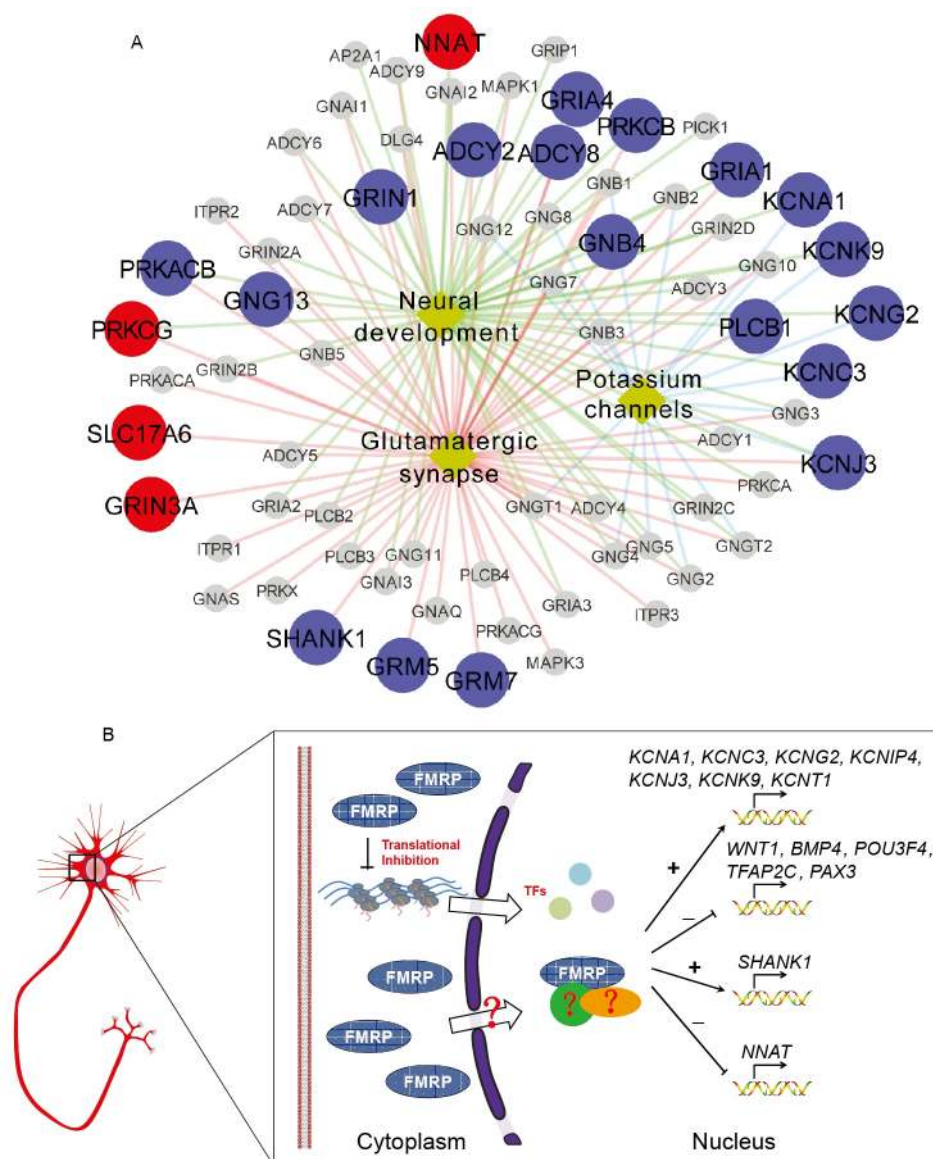 A
NNAT
AP2A1
GRIP1
ADCY9
GNAI2
MAPK1
GNAI1
GRIA4
PRKCB
PICK1
ADCY6
DLG4
ADCY2
ADCY8
GRIA1
GNB1
GNB2
KCNA1
ITPR2
ADCY7
GRIN1
GNG12
GNG8
GRIN2D
GRIN2A
GNB4
KCNK9
PRKACB
GNG10
GNG7
ADCY3
GNG13
Neural
development
PRKCG
KCNG2
GNB3
PLCB1
GNB5
GRIN2B
PRKACA
Potassium
channels
KCNC3
GNG3
SLC17A6
Glutamatergic
synapse
ADCY1
KCNJ3
ADCY5
PRKCA
GRIN3A
GRIA2
PLCB2
GNGT1
ADCY4
GRIN2C
ITPR1
PLCB3
GNG11
GNG4
GNG5
GNGT2
GNAS
PRKX
GNAI3
PLCB4
GNG2
GNAQ
GRIA3
ITPR3
SHANK1
PRKACG
GRM5
GRM7
MAPK3
B
KCNA1, KCNC3, KCNG2, KCNIP4,
KCNJ3, KCNK9, KCNT1
FMRP
FMRP
Translational
Inhibition
+
WNT1, BMP4, POU3F4,
TFAP2C, PAX3
TFs
–
FMRP
FMRP
+
SHANK1
?
? ?
FMRP
–
NNAT
FMRP
Cytoplasm
Nucleus